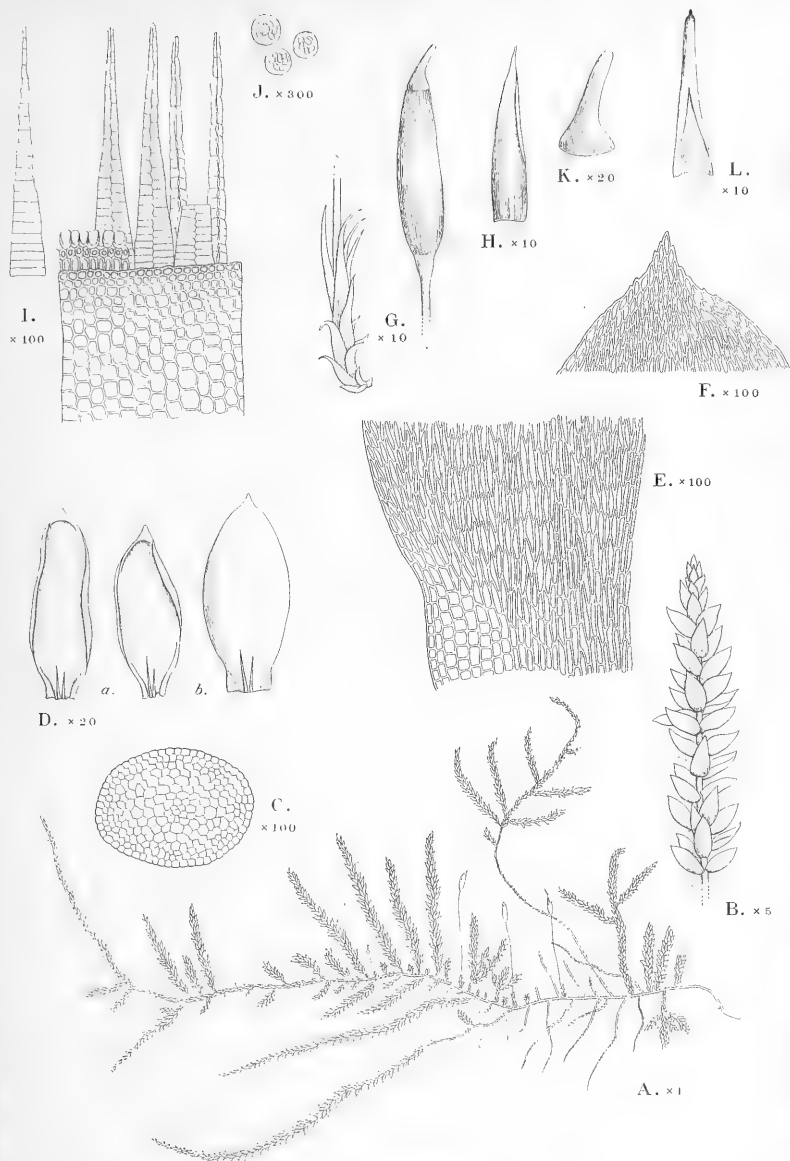 J. × 300
K. × 20
L.
× 10
H. × 10
I.
× 100
G.
× 10
F. × 100
E. × 100
a.
b.
D. × 20
C.
× 100
B. × 5
A. × 1